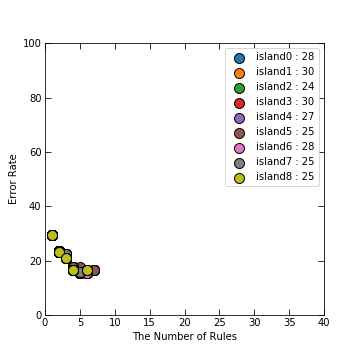 100
80
60
40
20
0
Error Rate
island0 : 28
island1 : 30
island2 : 24
island3 : 30
island4 : 27
island5 : 25
island6 : 28
island7 : 25
island8 : 25
0 5 10 15 20 25 30 35 40
The Number of Rules